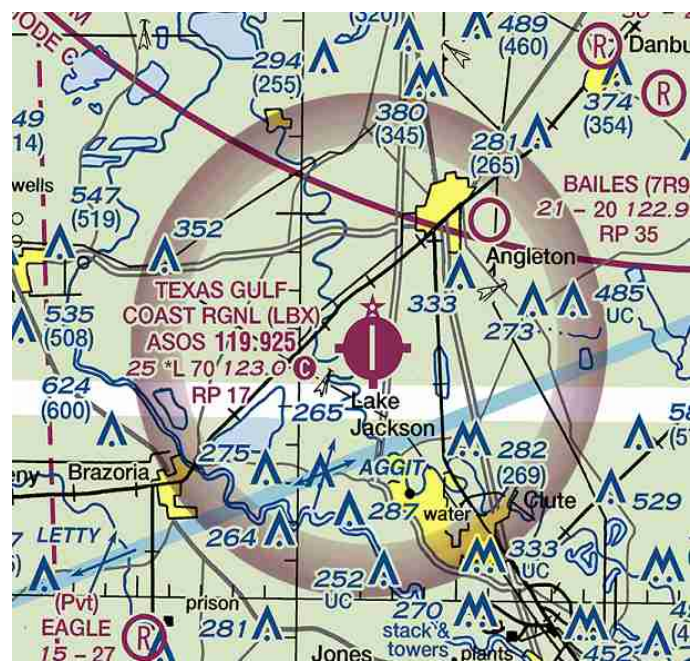 MODE C
(320)
489
(460)
R
Danbu
294
(255)
R
374
(354)
49
14)
380
(345)
281
(265)
wells
547
(519)
352
BAILES (7R9
21 - 20 122.9
RP 35
Angleton
TEXAS GULF
COAST RGNL (LBX)
ASOS 119.925
25 *L 70 123.0 C
RP 17
333
485
UC
273
535
(508)
624
(600)
265
Lake
Jackson
275
AGGIT
282
(269)
Brazoria
Clute
529
287
water
LETTY
264
333
UC
252
UC
(Pvt)
EAGLE
15 - 27
R
prison
281
270
stack &
towers
plants
452
Jones